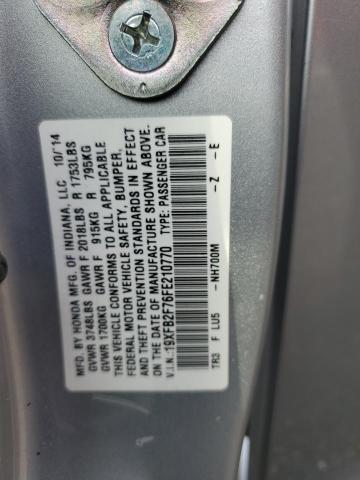 MFD. BY HONDA MFG. OF INDIANA, LLC 10/14
GVWR 3748LBS GAWR F 2018LBS R 1753LBS
GVWR 1700KG GAWR F 915KG R 795KG
THIS VEHICLE CONFORMS TO ALL APPLICABLE
FEDERAL MOTOR VEHICLE SAFETY, BUMPER,
AND THEFT PREVENTION STANDARDS IN EFFECT
ON THE DATE OF MANUFACTURE SHOWN ABOVE.
V.I.N.:19XFB2F76FE210770 TYPE: PASSENGER CAR
TR3 F LU5 - NH700M - Z - E